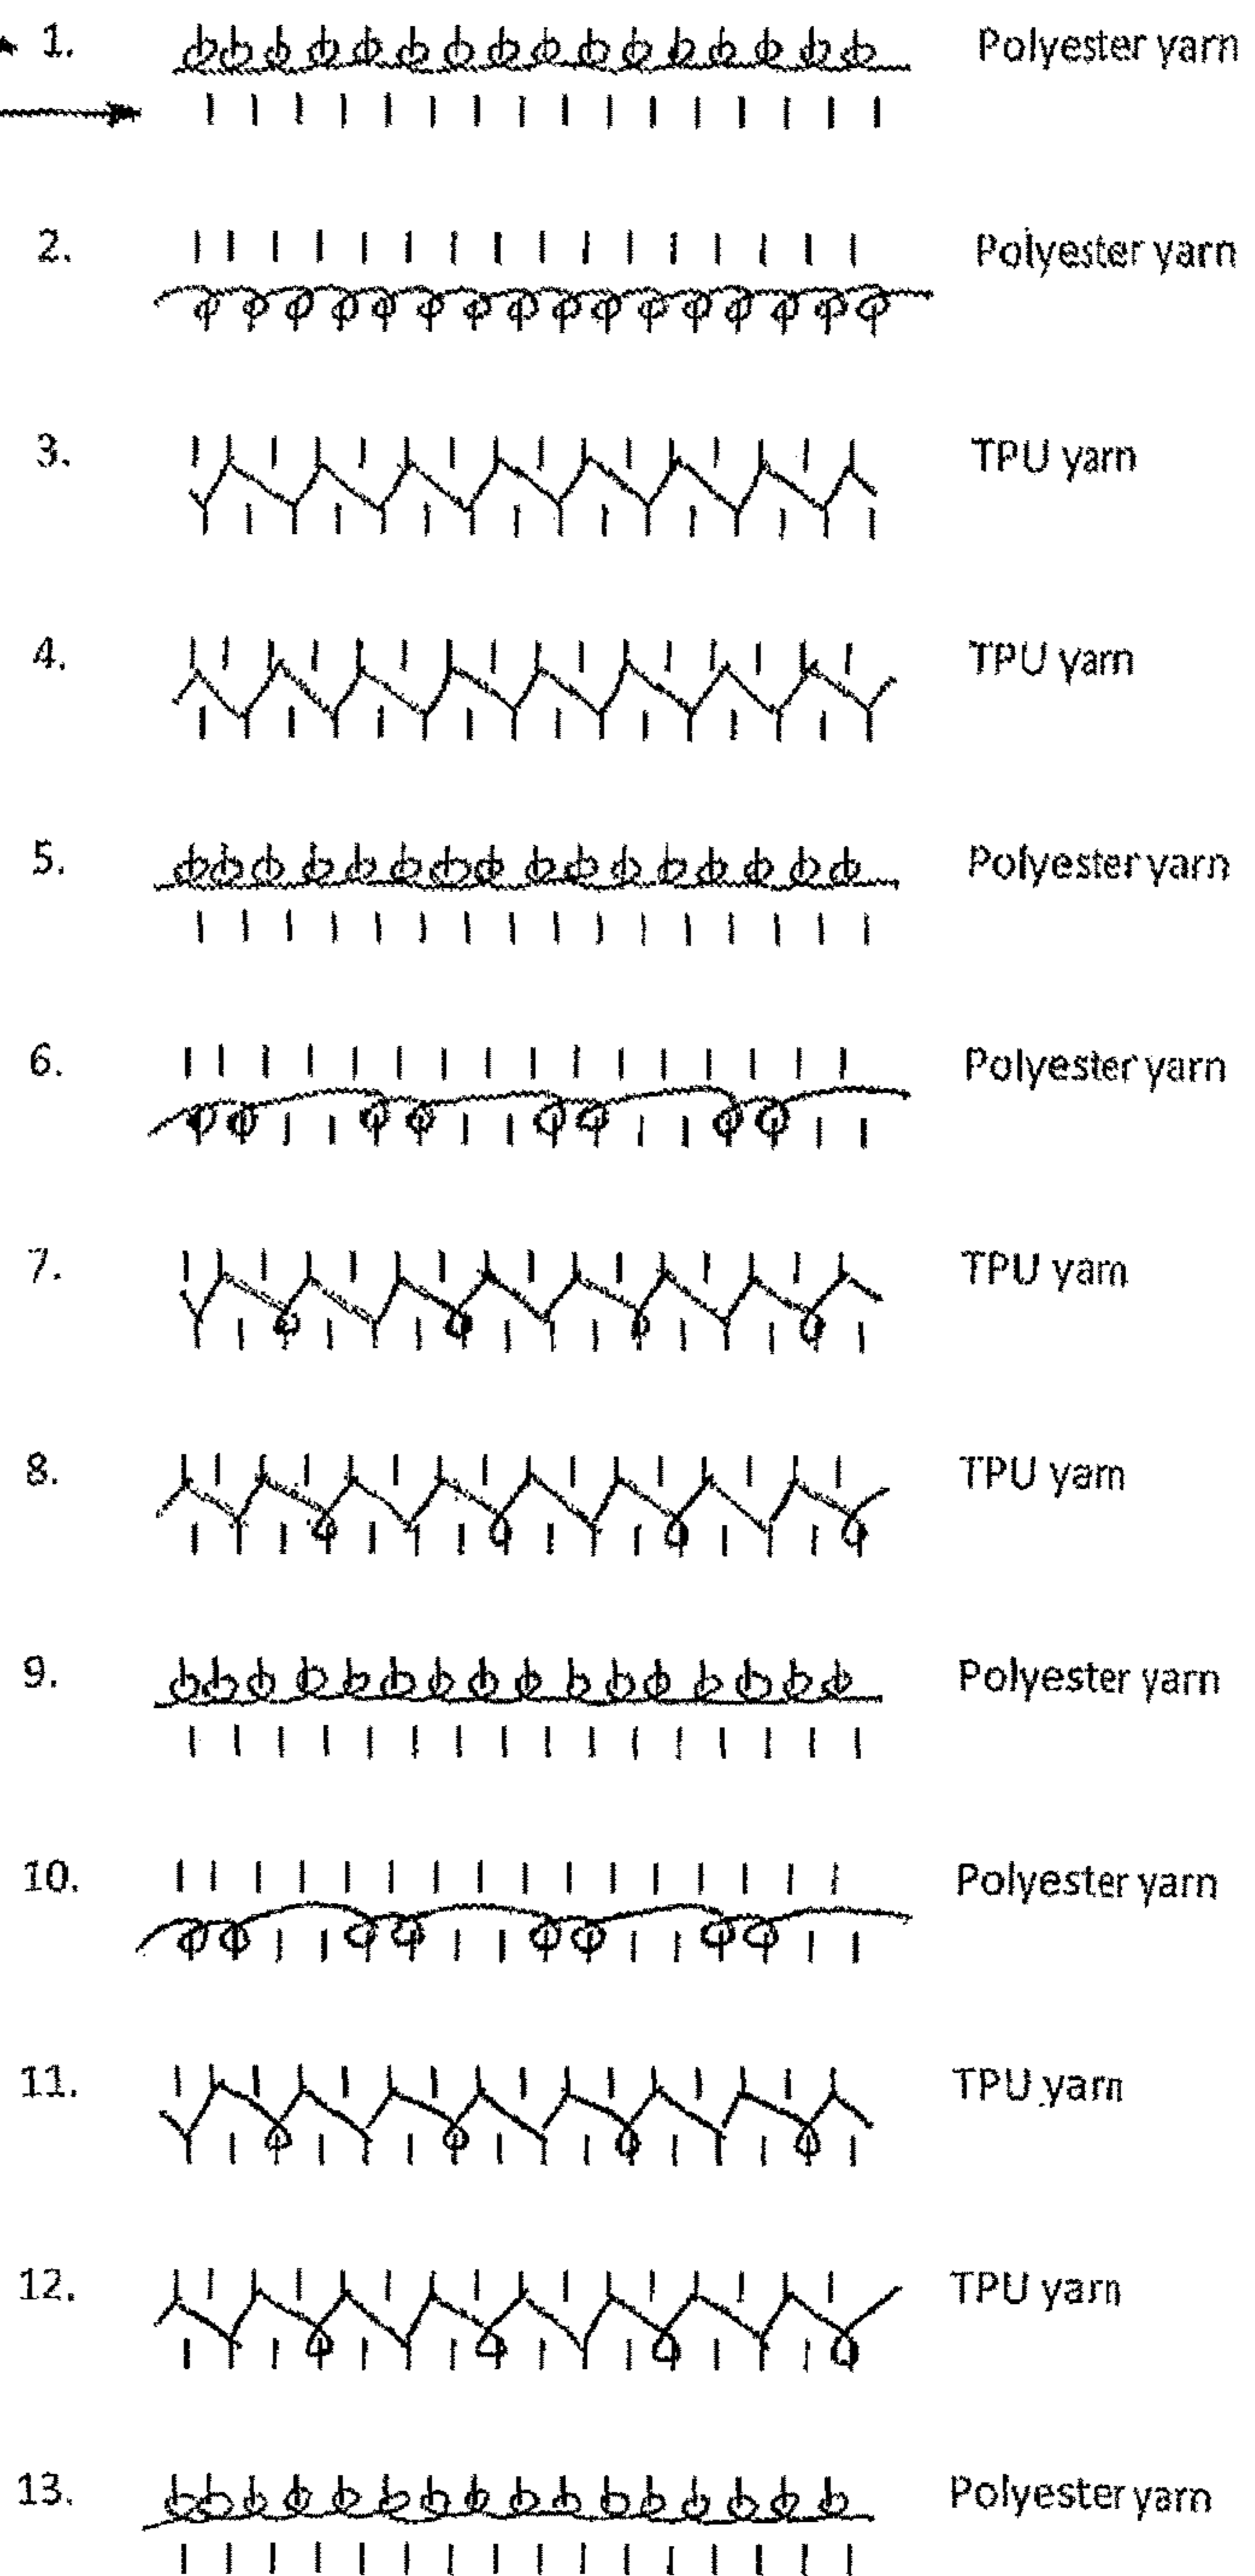 1. Polyester yarn
2. Polyester yarn
3. TPU yarn
4. TPU yarn
5. Polyester yarn
6. Polyester yarn
7. TPU yarn
8. TPU yarn
9. Polyester yarn
10. Polyester yarn
11. TPU yarn
12. TPU yarn
13. Polyester yarn